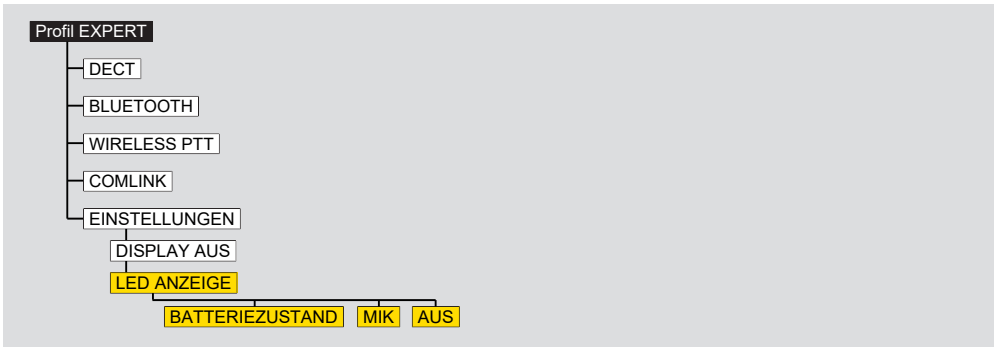 Profil EXPERT
DECT
BLUETOOTH
WIRELESS PTT
COMLINK
EINSTELLUNGEN
DISPLAY AUS
LED ANZEIGE
BATTERIEZUSTAND MIK AUS